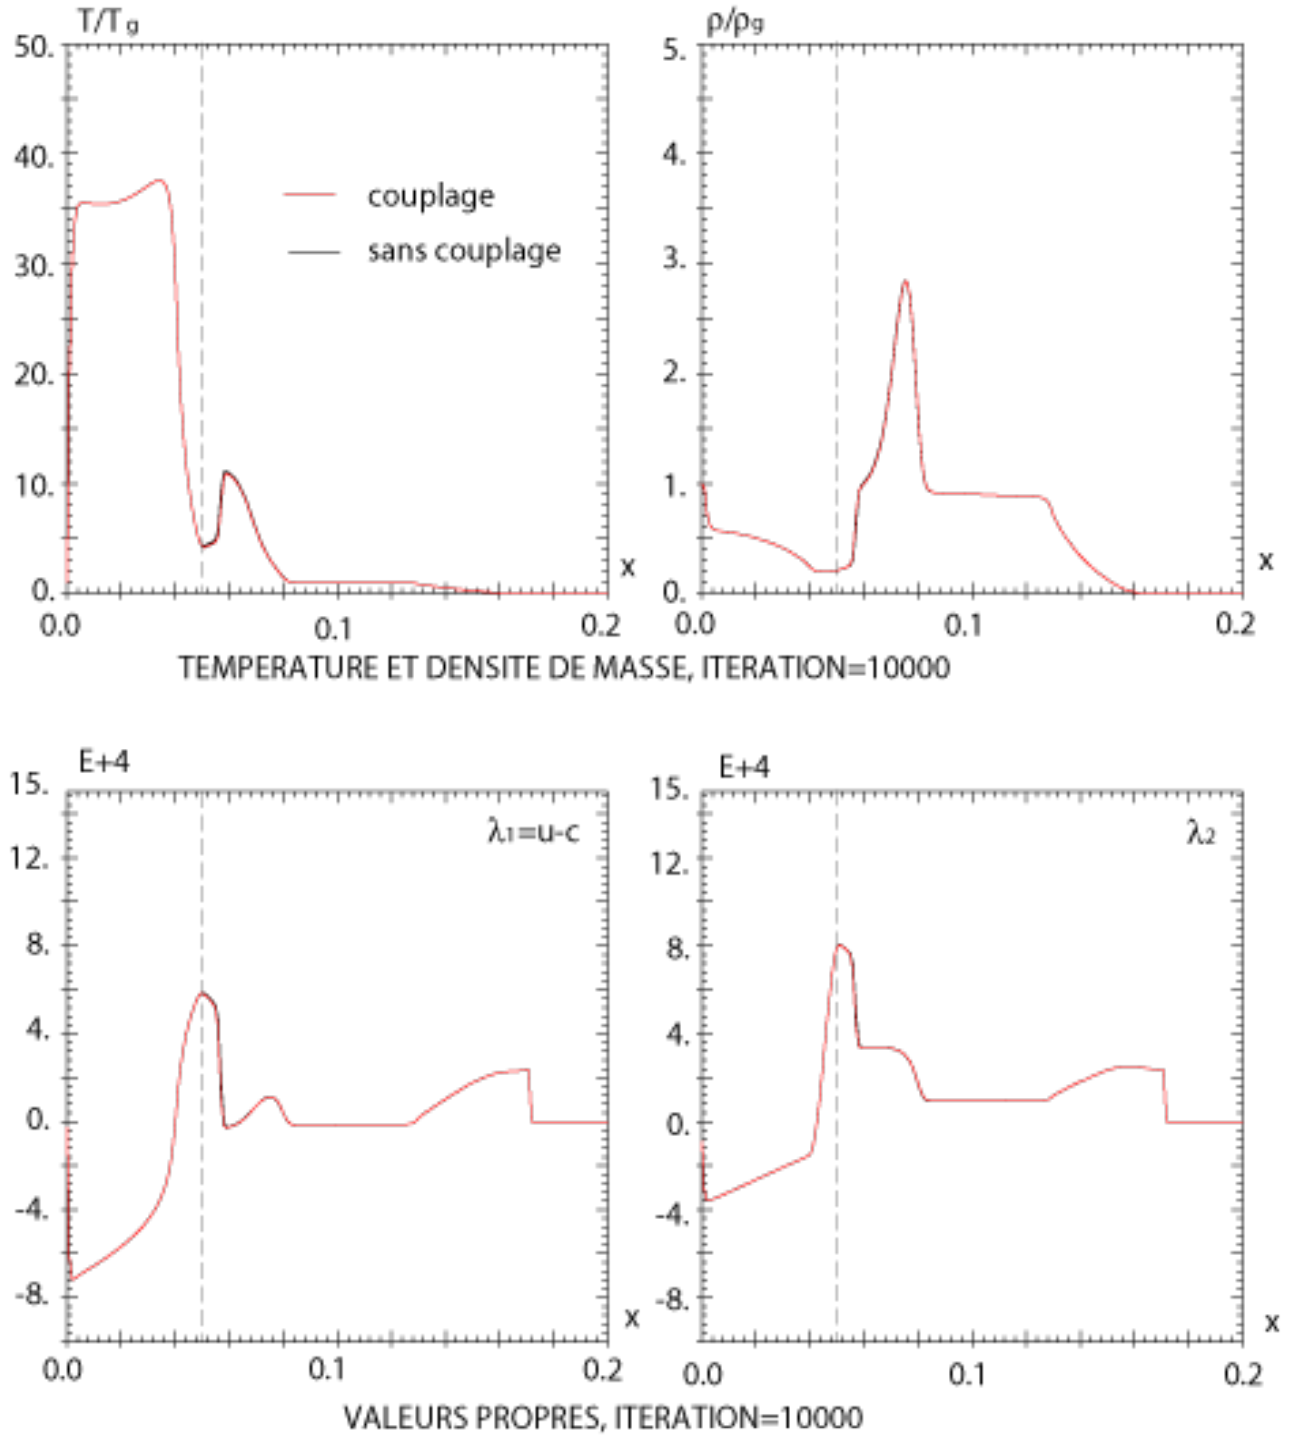 T/Tg
ρ/ρg
50.
40.
30.
20.
10.
0.
couplage
sans couplage
x
0.0
0.1
0.2
5.
4.
3.
2.
1.
0.
x
0.0
0.1
0.2
TEMPERATURE ET DENSITE DE MASSE, ITERATION=10000
E+4
E+4
15.
12.
8.
4.
0.
-4.
-8.
λ1=u-c
x
0.0
0.1
0.2
15.
12.
8.
4.
0.
-4.
-8.
λ2
x
0.0
0.1
0.2
VALEURS PROPRES, ITERATION=10000